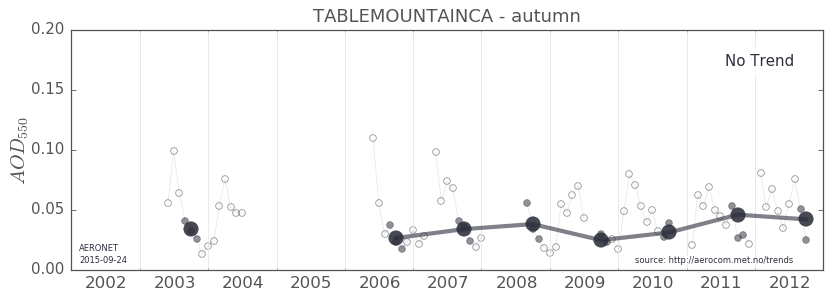 TABLEMOUNTAINCA - autumn
0.20
No Trend
0.15
0.10
AOD550
0.05
AERONET
2015-09-24
source: http://aerocom.met.no/trends
0.00
2002 2003 2004 2005 2006 2007 2008 2009 2010 2011 2012